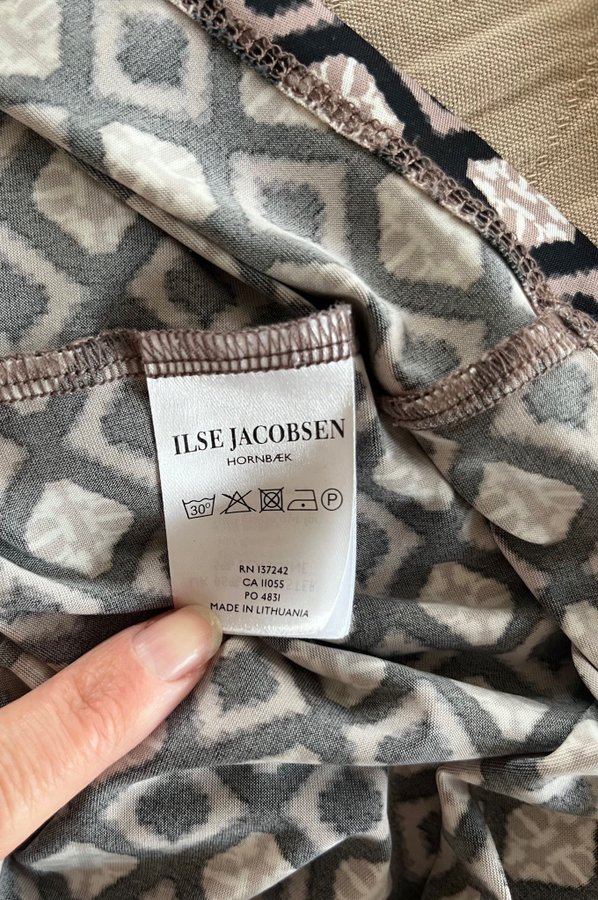 ILSE JACOBSEN
HORNBÆK
30° P
RN 137242
CA 11055
PO 4831
MADE IN LITHUANIA